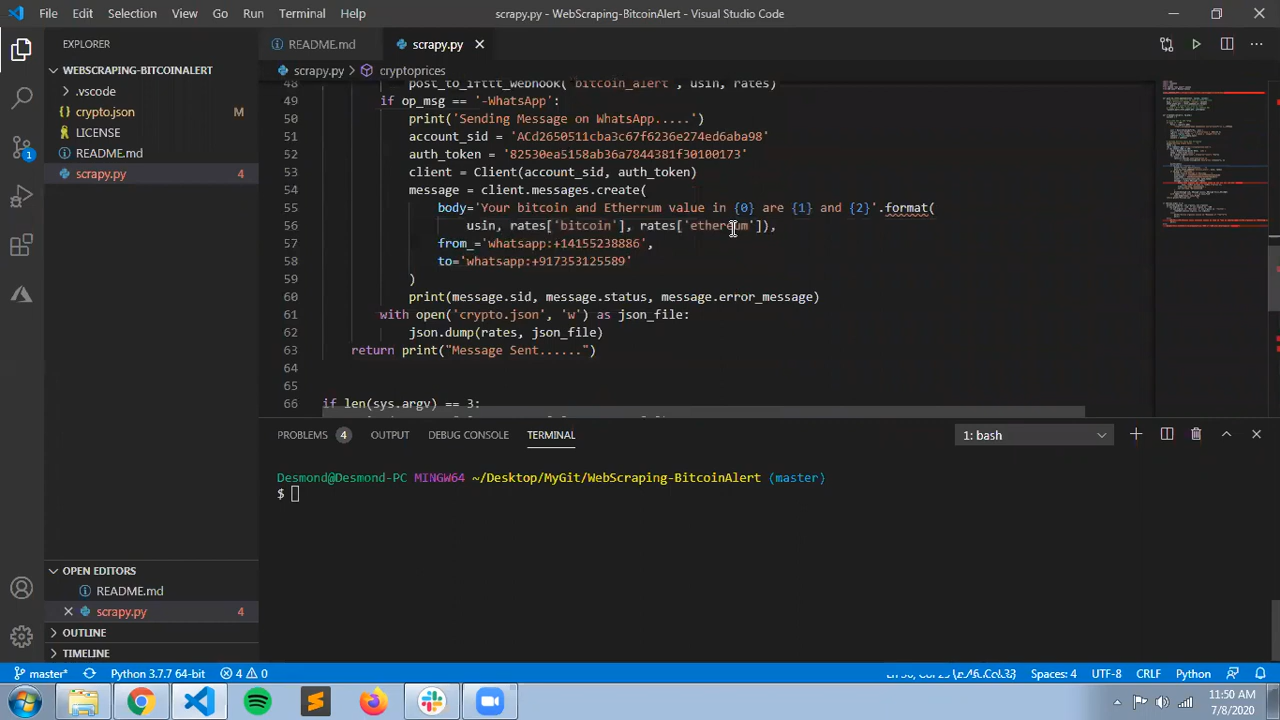 File Edit Selection View Go Run Terminal Help
scrapy.py - WebScraping-BitcoinAlert - Visual Studio Code
EXPLORER
README.md
scrapy.py
WEBSCRAPING-BITCOINALERT
.vscode
crypto.json M
LICENSE
README.md
scrapy.py 4
1
scrapy.py > cryptoprices
48 post_to_ifttt_webhook('bitcoin_alert', usin, rates)
49 if op_msg == 'WhatsApp':
50 print('Sending Message on WhatsApp.....')
51 account_sid =
52 auth_token =
53 client = Client(account_sid, auth_token)
54 message = client.messages.create(
55 body='Your Bitcoin and Etherrum value in {0} are {1} and {2}'.format(
56 usin, rates['bitcoin'], rates['ethereum']),
57 from_='whatsapp:+14155238886',
58 to='whatsapp:+917353125589'
59 )
60 print(message.sid, message.status, message.error_message)
61 with open('crypto.json', 'w') as json_file:
62 json.dump(rates, json_file)
63 return print("Message Sent......")
64
65
66 if len(sys.argv) == 3:
PROBLEMS 4 OUTPUT DEBUG CONSOLE TERMINAL
1: bash
Desmond@Desmond-PC MINGW64 ~/Desktop/MyGit/WebScraping-BitcoinAlert (master)
$
OPEN EDITORS
README.md
scrapy.py 4
OUTLINE
TIMELINE
master* Python 3.7.7 64-bit 4 0
Spaces: 4 UTF-8 CRLF Python
11:50 AM
7/8/2020